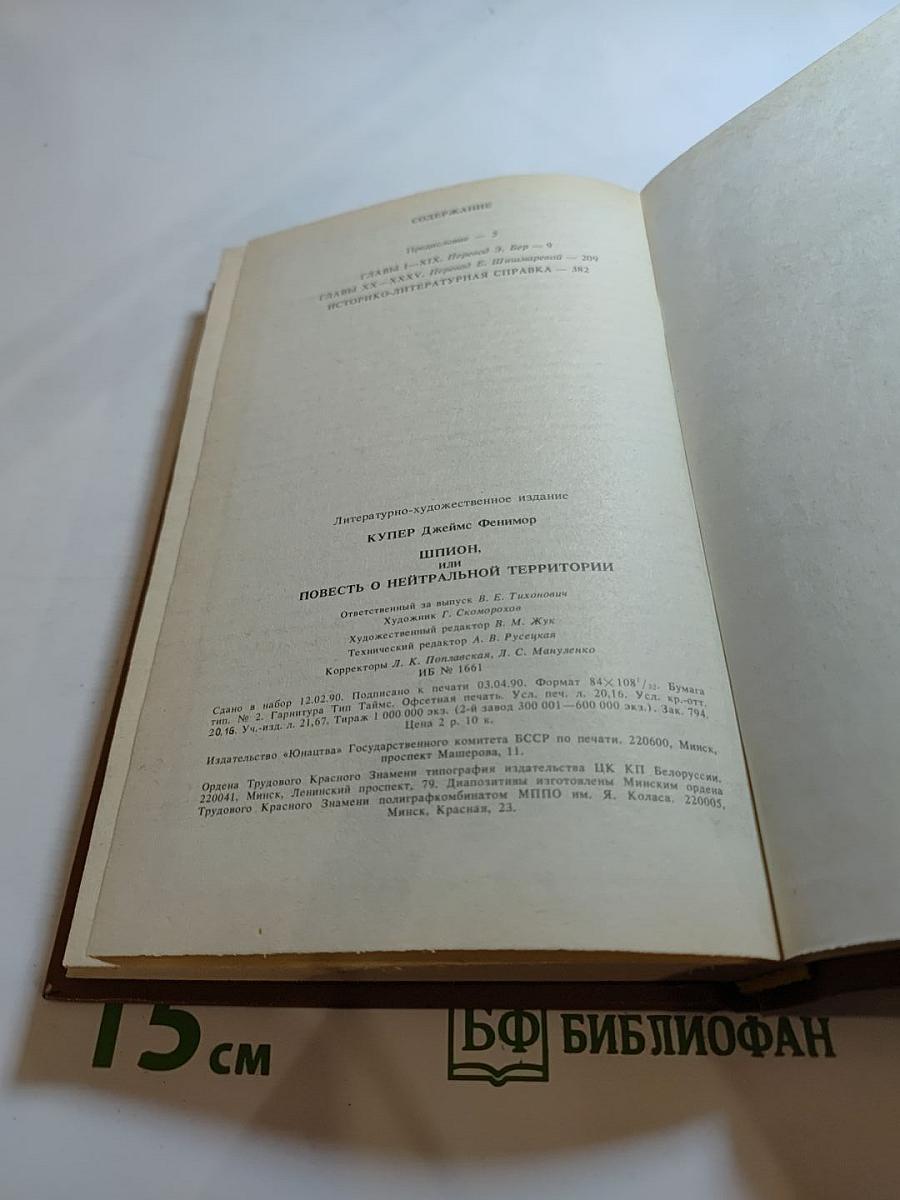 СОДЕРЖАНИЕ
Предисловие — 5
ГЛАВЫ I—XIX. Перевод Э. Бер — 9
ГЛАВЫ XX—XXXV. Перевод Е. Шишмаревой — 209
ИСТОРИКО-ЛИТЕРАТУРНАЯ СПРАВКА — 382
Литературно-художественное издание
КУПЕР Джеймс Фенимор
ШПИОН,
ИЛИ
ПОВЕСТЬ О НЕЙТРАЛЬНОЙ ТЕРРИТОРИИ
Ответственный за выпуск В. Е. Тихонович
Художник Г. Скоморохов
Художественный редактор В. М. Жук
Технический редактор А. В. Русецкая
Корректоры Л. К. Поплавская, Л. С. Мануленко
ИБ № 1661
Сдано в набор 12.02.90. Подписано к печати 03.04.90. Формат 84×108¹/₃₂. Бумага
тип. № 2. Гарнитура Тип Таймс. Офсетная печать. Усл. печ. л. 20,16. Усл. кр.-отт.
20,16. Уч.-изд. л. 21,67. Тираж 1 000 000 экз. (2-й завод 300 001—600 000 экз.). Зак. 794.
Цена 2 р. 10 к.
Издательство «Юнацтва» Государственного комитета БССР по печати. 220600, Минск,
проспект Машерова, 11.
Ордена Трудового Красного Знамени типография издательства ЦК КП Белоруссии.
220041, Минск, Ленинский проспект, 79. Диапозитивы изготовлены Минским ордена
Трудового Красного Знамени полиграфкомбинатом МППО им. Я. Коласа. 220005,
Минск, Красная, 23.
15 см
БФ БИБЛИОФАН